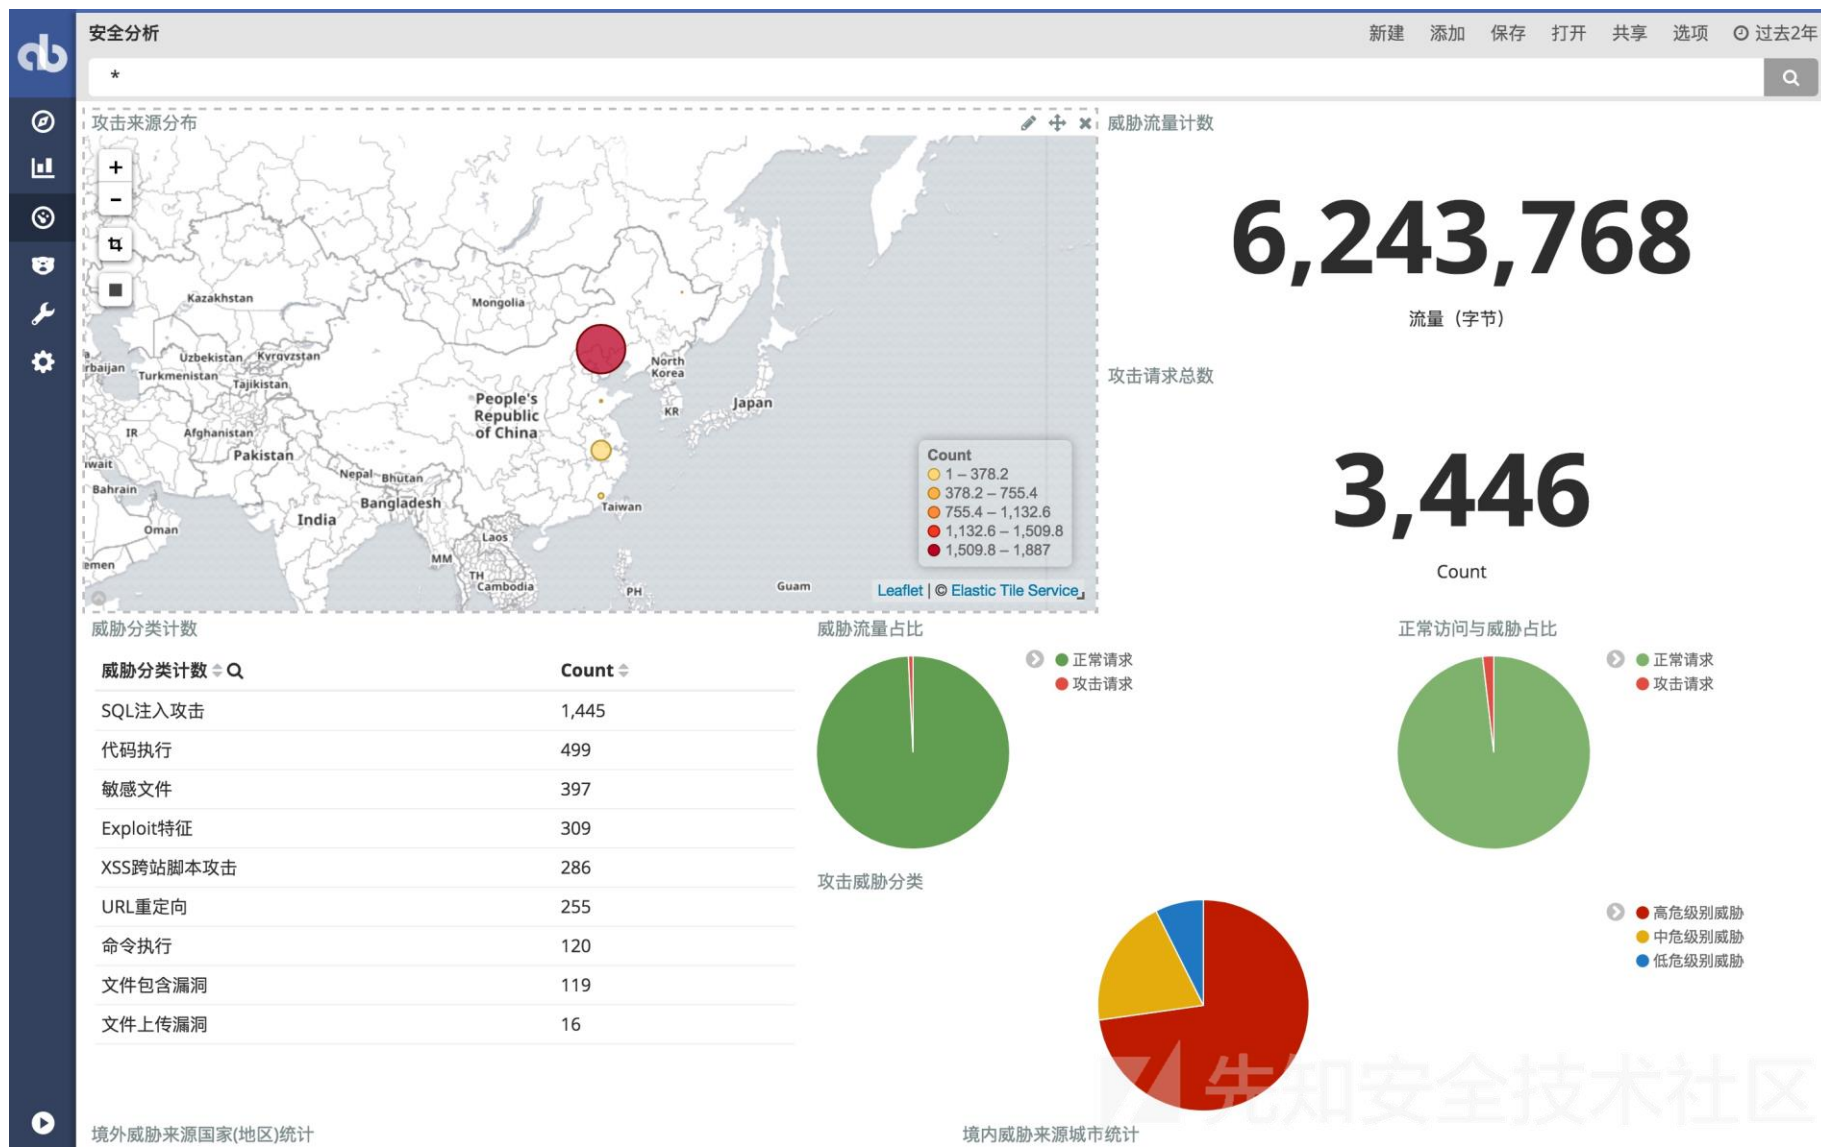 安全分析
新建 添加 保存 打开 共享 选项 过去2年
*
攻击来源分布
+
−
Kazakhstan
Mongolia
Uzbekistan Kyrgyzstan
rbaijan Turkmenistan Tajikistan
North
Korea
KR
Japan
People's
Republic
of China
IR Afghanistan
Pakistan
wait
Bahrain
Nepal Bhutan
Bangladesh
India
Taiwan
Oman
Laos
MM
emen
TH
Cambodia
PH
Guam
Count
1 – 378.2
378.2 – 755.4
755.4 – 1,132.6
1,132.6 – 1,509.8
1,509.8 – 1,887
Leaflet | © Elastic Tile Service
威胁流量计数
6,243,768
流量（字节）
攻击请求总数
3,446
Count
威胁分类计数
威胁分类计数 Count
SQL注入攻击 1,445
代码执行 499
敏感文件 397
Exploit特征 309
XSS跨站脚本攻击 286
URL重定向 255
命令执行 120
文件包含漏洞 119
文件上传漏洞 16
威胁流量占比
正常请求
攻击请求
正常访问与威胁占比
正常请求
攻击请求
攻击威胁分类
高危级别威胁
中危级别威胁
低危级别威胁
先知安全技术社区
境外威胁来源国家(地区)统计
境内威胁来源城市统计